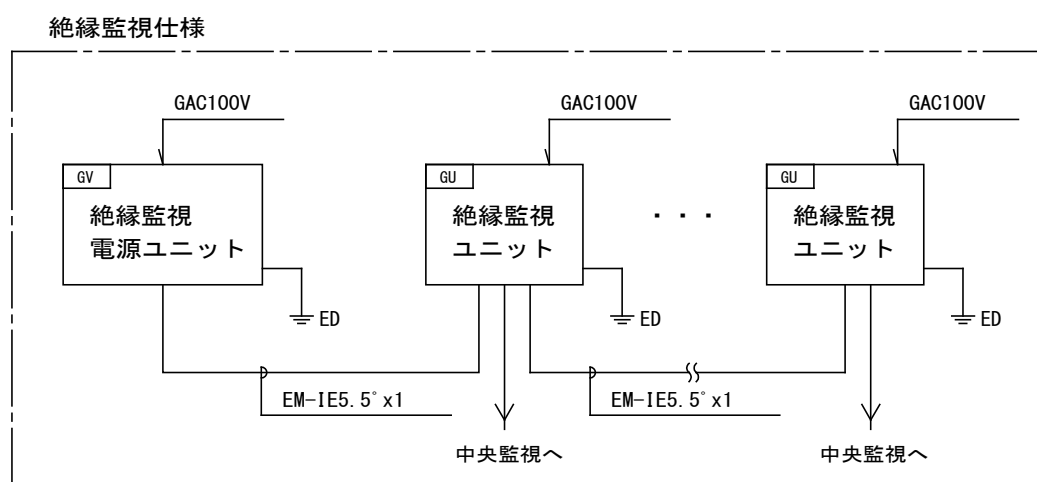 絶縁監視仕様
GAC100V
GAC100V
GAC100V
GV
絶縁監視
電源ユニット
GU
絶縁監視
ユニット
・・・
GU
絶縁監視
ユニット
ED
ED
ED
EM-IE5.5°x1
EM-IE5.5°x1
中央監視へ
中央監視へ